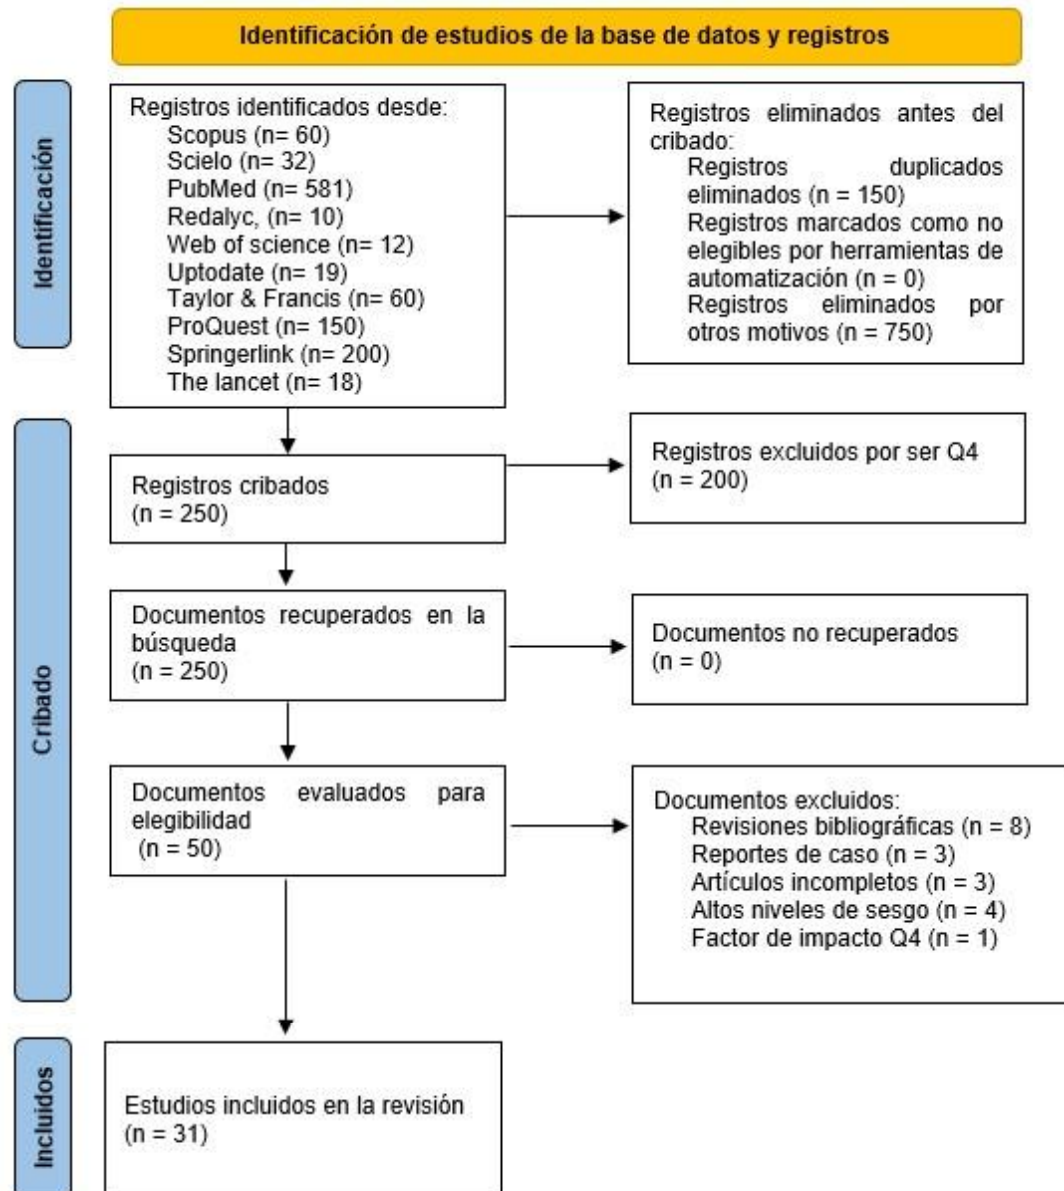 Identificación de estudios de la base de datos y registros
Identificación
Registros identificados desde:
Scopus (n= 60)
Scielo (n= 32)
PubMed (n= 581)
Redalyc, (n= 10)
Web of science (n= 12)
Uptodate (n= 19)
Taylor & Francis (n= 60)
ProQuest (n= 150)
Springerlink (n= 200)
The lancet (n= 18)
Registros eliminados antes del
cribado:
Registros duplicados
eliminados (n = 150)
Registros marcados como no
elegibles por herramientas de
automatización (n = 0)
Registros eliminados por
otros motivos (n = 750)
Cribado
Registros cribados
(n = 250)
Registros excluidos por ser Q4
(n = 200)
Documentos recuperados en la
búsqueda
(n = 250)
Documentos no recuperados
(n = 0)
Documentos evaluados para
elegibilidad
(n = 50)
Documentos excluidos:
Revisiones bibliográficas (n = 8)
Reportes de caso (n = 3)
Artículos incompletos (n = 3)
Altos niveles de sesgo (n = 4)
Factor de impacto Q4 (n = 1)
Incluidos
Estudios incluidos en la revisión
(n = 31)